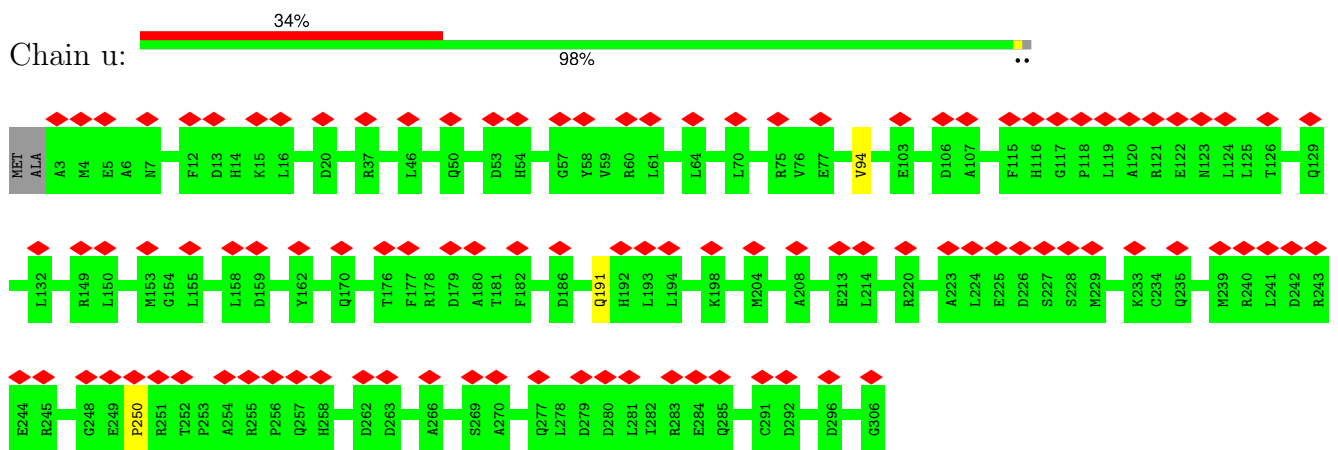 34%
Chain u:
98%
••
MET ALA A3 M4 E5 A6 N7 F12 D13 H14 K15 L16 D20 R37 L46 Q50 D53 H54 G57 Y58 V59 R60 L61 L64 L70 R75 V76 E77 V94 E103 D106 A107 F115 H116 G117 P118 L119 A120 R121 E122 N123 L124 L125 T126 Q129
L132 R149 L150 M153 G154 L155 L158 D159 Y162 Q170 T176 F177 R178 D179 A180 T181 F182 D186 Q191 H192 L193 L194 K198 M204 A208 E213 L214 R220 A223 L224 E225 D226 S227 S228 M229 K233 C234 Q235 M239 R240 L241 D242 R243
E244 R245 G248 E249 P250 R251 T252 P253 A254 R255 P256 Q257 H258 D262 D263 A266 S269 A270 Q277 L278 D279 D280 L281 I282 R283 E284 Q285 C291 D292 D296 G306